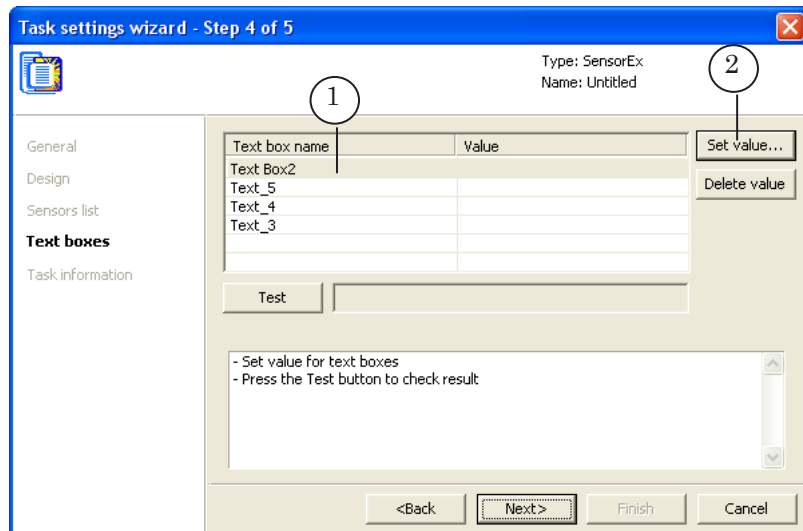 Task settings wizard - Step 4 of 5
Type: SensorEx
Name: Untitled
1
2
General
Design
Sensors list
Text boxes
Task information
Text box name Value
Text Box2
Text_5
Text_4
Text_3
Set value...
Delete value
Test
- Set value for text boxes
- Press the Test button to check result
<Back Next> Finish Cancel